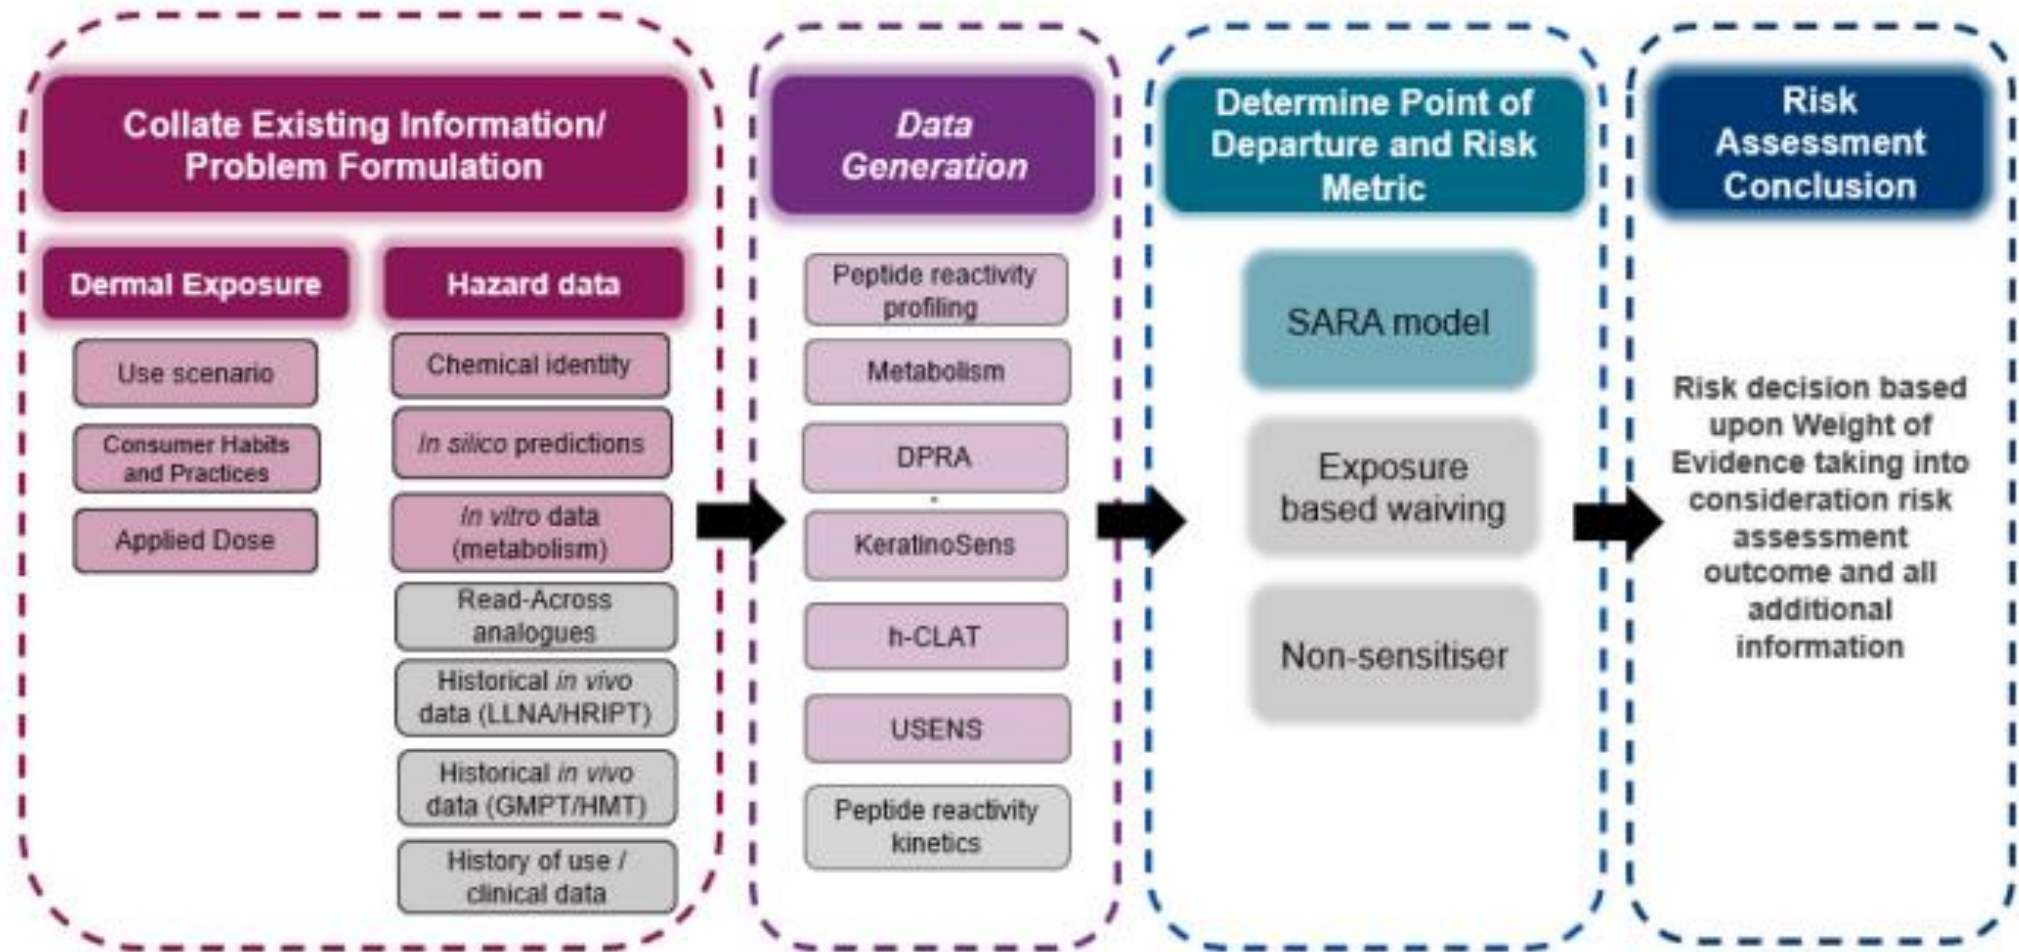 Collate Existing Information/
Problem Formulation
Dermal Exposure
Use scenario
Consumer Habits
and Practices
Applied Dose
Hazard data
Chemical identity
In silico predictions
In vitro data
(metabolism)
Read-Across
analogues
Historical in vivo
data (LLNA/HRIPT)
Historical in vivo
data (GMPT/HMT)
History of use /
clinical data
Data
Generation
Peptide reactivity
profiling
Metabolism
DPRA
KeratinoSens
h-CLAT
USENS
Peptide reactivity
kinetics
Determine Point of
Departure and Risk
Metric
SARA model
Exposure
based waiving
Non-sensitiser
Risk
Assessment
Conclusion
Risk decision based
upon Weight of
Evidence taking into
consideration risk
assessment
outcome and all
additional
information